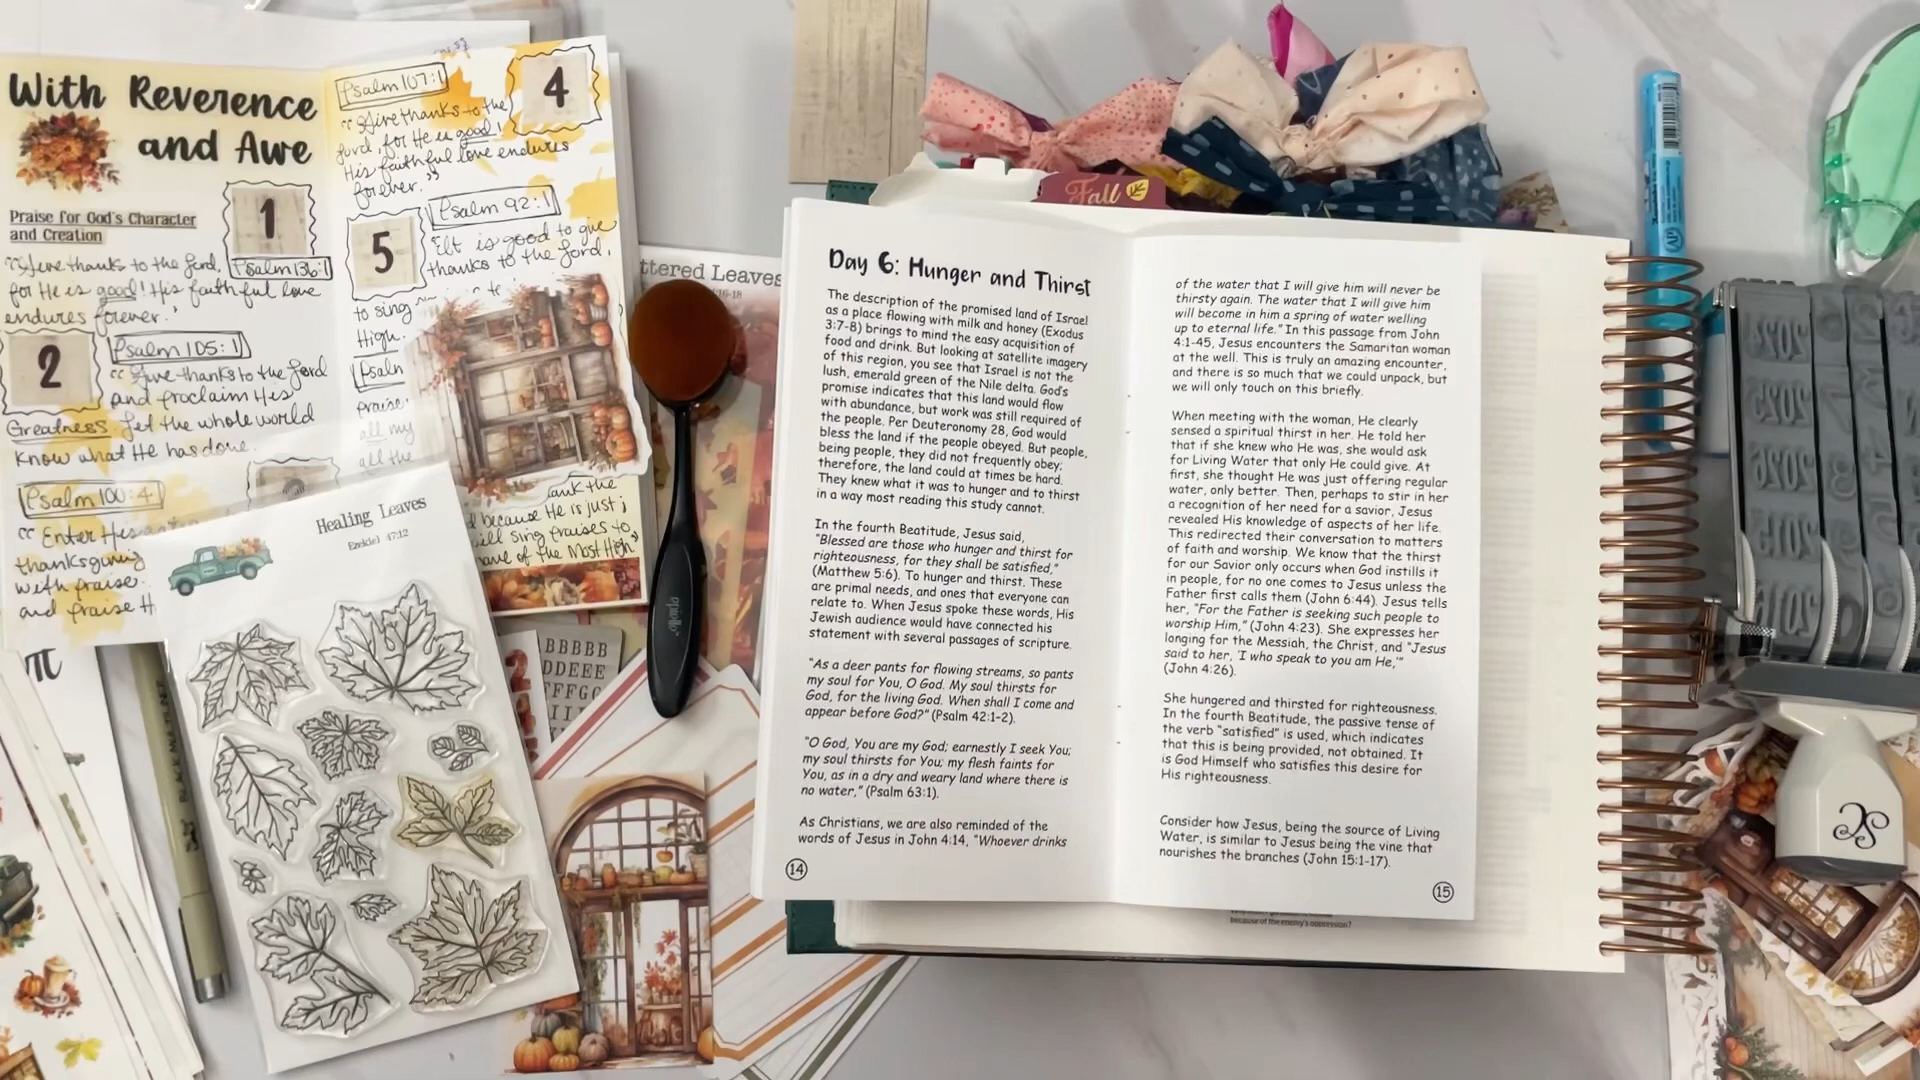 With Reverence
and Awe
Praise for God's Character
and Creation
1
Psalm 136:1
"Give thanks to the Lord,
for He is good! His faithful love
endures forever."
2
Psalm 105:1
"Give thanks to the Lord
and proclaim His
Greatness. Let the whole world
know what He has done.
Psalm 100:4
"Enter His
thanksgiving
with praise.
and praise H
Psalm 107:1
4
"Give thanks to the
Lord, for He is good!
His faithful love endures
forever."
5
Psalm 92:1
"It is good to give
thanks to the Lord,
to sing
High.
Psalm
praise
all my
all the
because He is just;
will sing praises to
name of the Most High"
Healing Leaves
Ezekiel 47:12
ttered Leaves
16-18
BBBBB
DDEEE
Fall
Day 6: Hunger and Thirst
The description of the promised land of Israel
as a place flowing with milk and honey (Exodus
3:7-8) brings to mind the easy acquisition of
food and drink. But looking at satellite imagery
of this region, you see that Israel is not the
lush, emerald green of the Nile delta. God's
promise indicates that this land would flow
with abundance, but work was still required of
the people. Per Deuteronomy 28, God would
bless the land if the people obeyed. But people,
being people, they did not frequently obey;
therefore, the land could at times be hard.
They knew what it was to hunger and to thirst
in a way most reading this study cannot.
In the fourth Beatitude, Jesus said,
"Blessed are those who hunger and thirst for
righteousness, for they shall be satisfied,"
(Matthew 5:6). To hunger and thirst. These
are primal needs, and ones that everyone can
relate to. When Jesus spoke these words, His
Jewish audience would have connected his
statement with several passages of scripture.
"As a deer pants for flowing streams, so pants
my soul for You, O God. My soul thirsts for
God, for the living God. When shall I come and
appear before God?" (Psalm 42:1-2).
"O God, You are my God; earnestly I seek You;
my soul thirsts for You; my flesh faints for
You, as in a dry and weary land where there is
no water," (Psalm 63:1).
As Christians, we are also reminded of the
words of Jesus in John 4:14, "Whoever drinks
14
of the water that I will give him will never be
thirsty again. The water that I will give him
will become in him a spring of water welling
up to eternal life." In this passage from John
4:1-45, Jesus encounters the Samaritan woman
at the well. This is truly an amazing encounter,
and there is so much that we could unpack, but
we will only touch on this briefly.
When meeting with the woman, He clearly
sensed a spiritual thirst in her. He told her
that if she knew who He was, she would ask
for Living Water that only He could give. At
first, she thought He was just offering regular
water, only better. Then, perhaps to stir in her
a recognition of her need for a savior, Jesus
revealed His knowledge of aspects of her life.
This redirected their conversation to matters
of faith and worship. We know that the thirst
for our Savior only occurs when God instills it
in people, for no one comes to Jesus unless the
Father first calls them (John 6:44). Jesus tells
her, "For the Father is seeking such people to
worship Him," (John 4:23). She expresses her
longing for the Messiah, the Christ, and "Jesus
said to her, 'I who speak to you am He,'"
(John 4:26).
She hungered and thirsted for righteousness.
In the fourth Beatitude, the passive tense of
the verb "satisfied" is used, which indicates
that this is being provided, not obtained. It
is God Himself who satisfies this desire for
His righteousness.
Consider how Jesus, being the source of Living
Water, is similar to Jesus being the vine that
nourishes the branches (John 15:1-17).
15
because of the enemy's oppression?